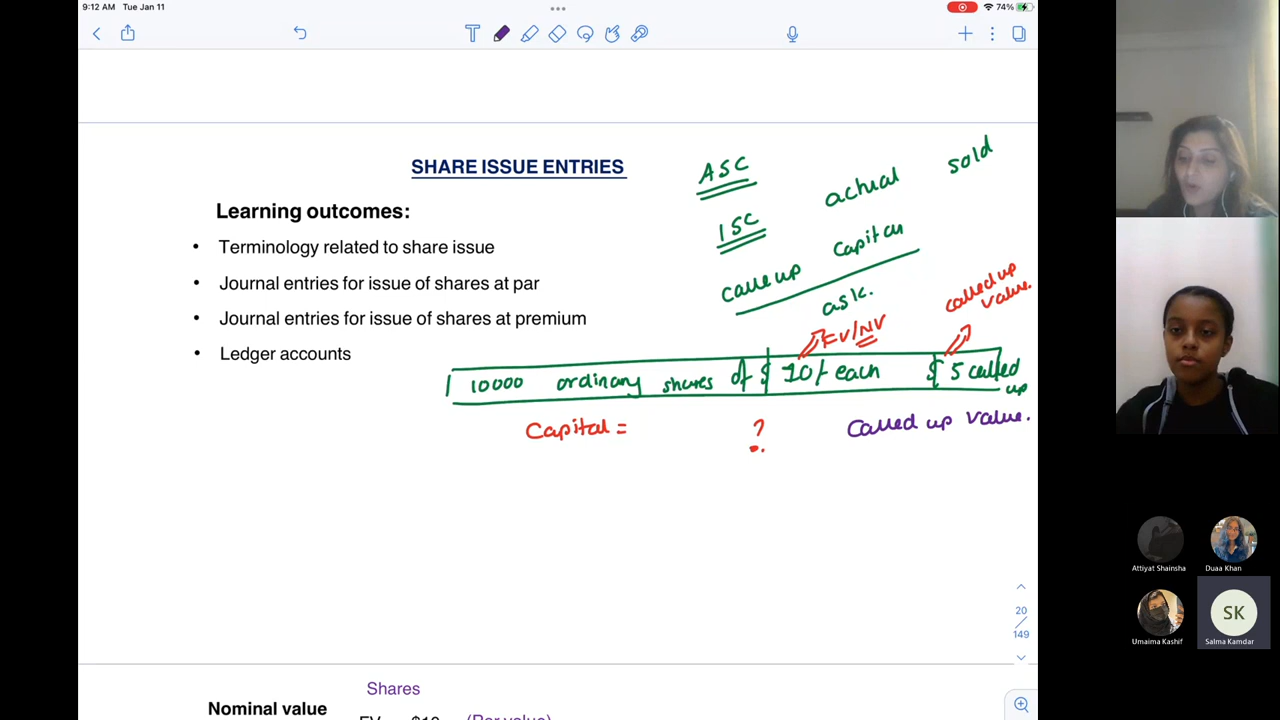 9:12 AM Tue Jan 11
74%
SHARE ISSUE ENTRIES
ASC
actual
sold
Learning outcomes:
ISC
• Terminology related to share issue
capital
• Journal entries for issue of shares at par
called up
ask.
called up
value.
• Journal entries for issue of shares at premium
FV/NV
• Ledger accounts
10000 ordinary shares of $ 10/- each $ 5 called
up
Capital =
?
Called up value.
20
149
Shares
Nominal value
Attiyat Shainsha
Duaa Khan
Umaima Kashif
SK
Salma Kamdar